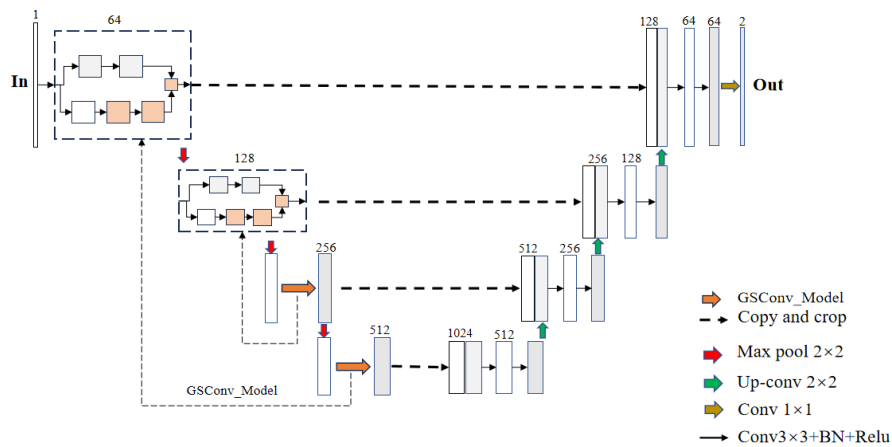 1
64
128
64
64
2
In
Out
128
256
128
256
512
256
512
1024
512
GSConv_Model
GSConv_Model
Copy and crop
Max pool 2×2
Up-conv 2×2
Conv 1×1
Conv3×3+BN+Relu